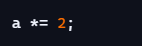 a *= 2;